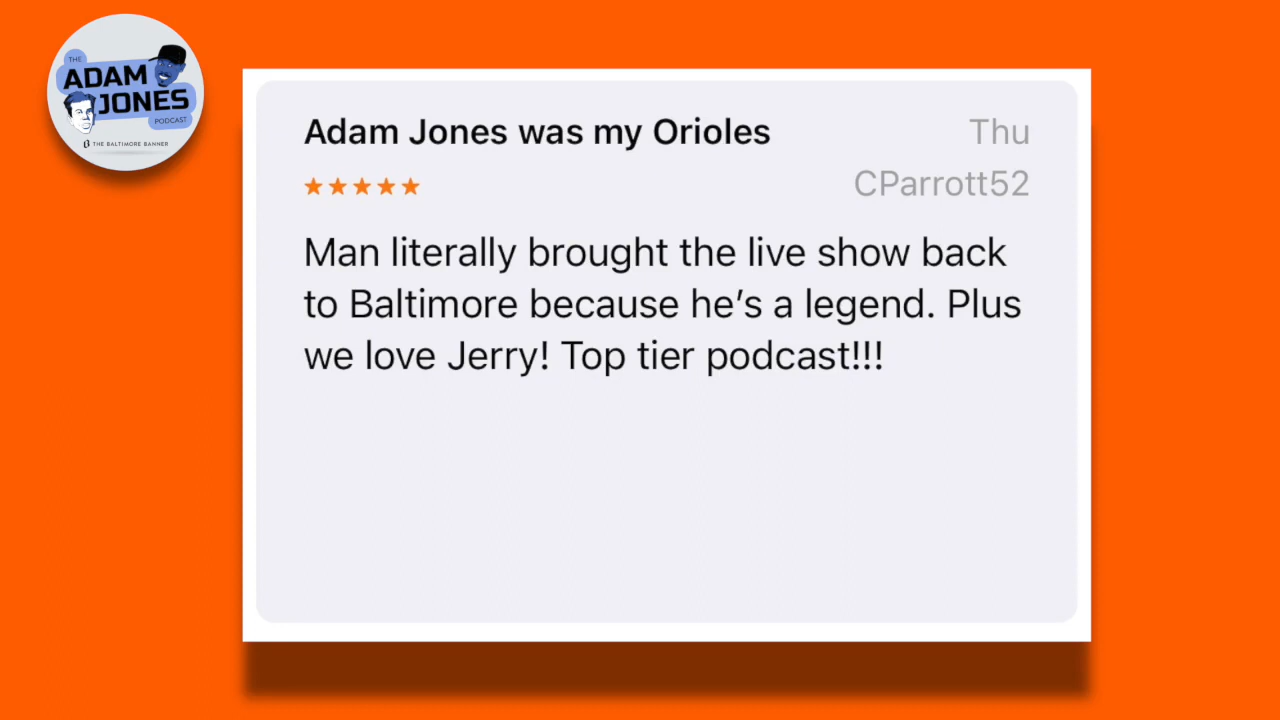 THE
ADAM
JONES
PODCAST
THE BALTIMORE BANNER
Adam Jones was my Orioles
Thu
CParrott52
Man literally brought the live show back
to Baltimore because he’s a legend. Plus
we love Jerry! Top tier podcast!!!